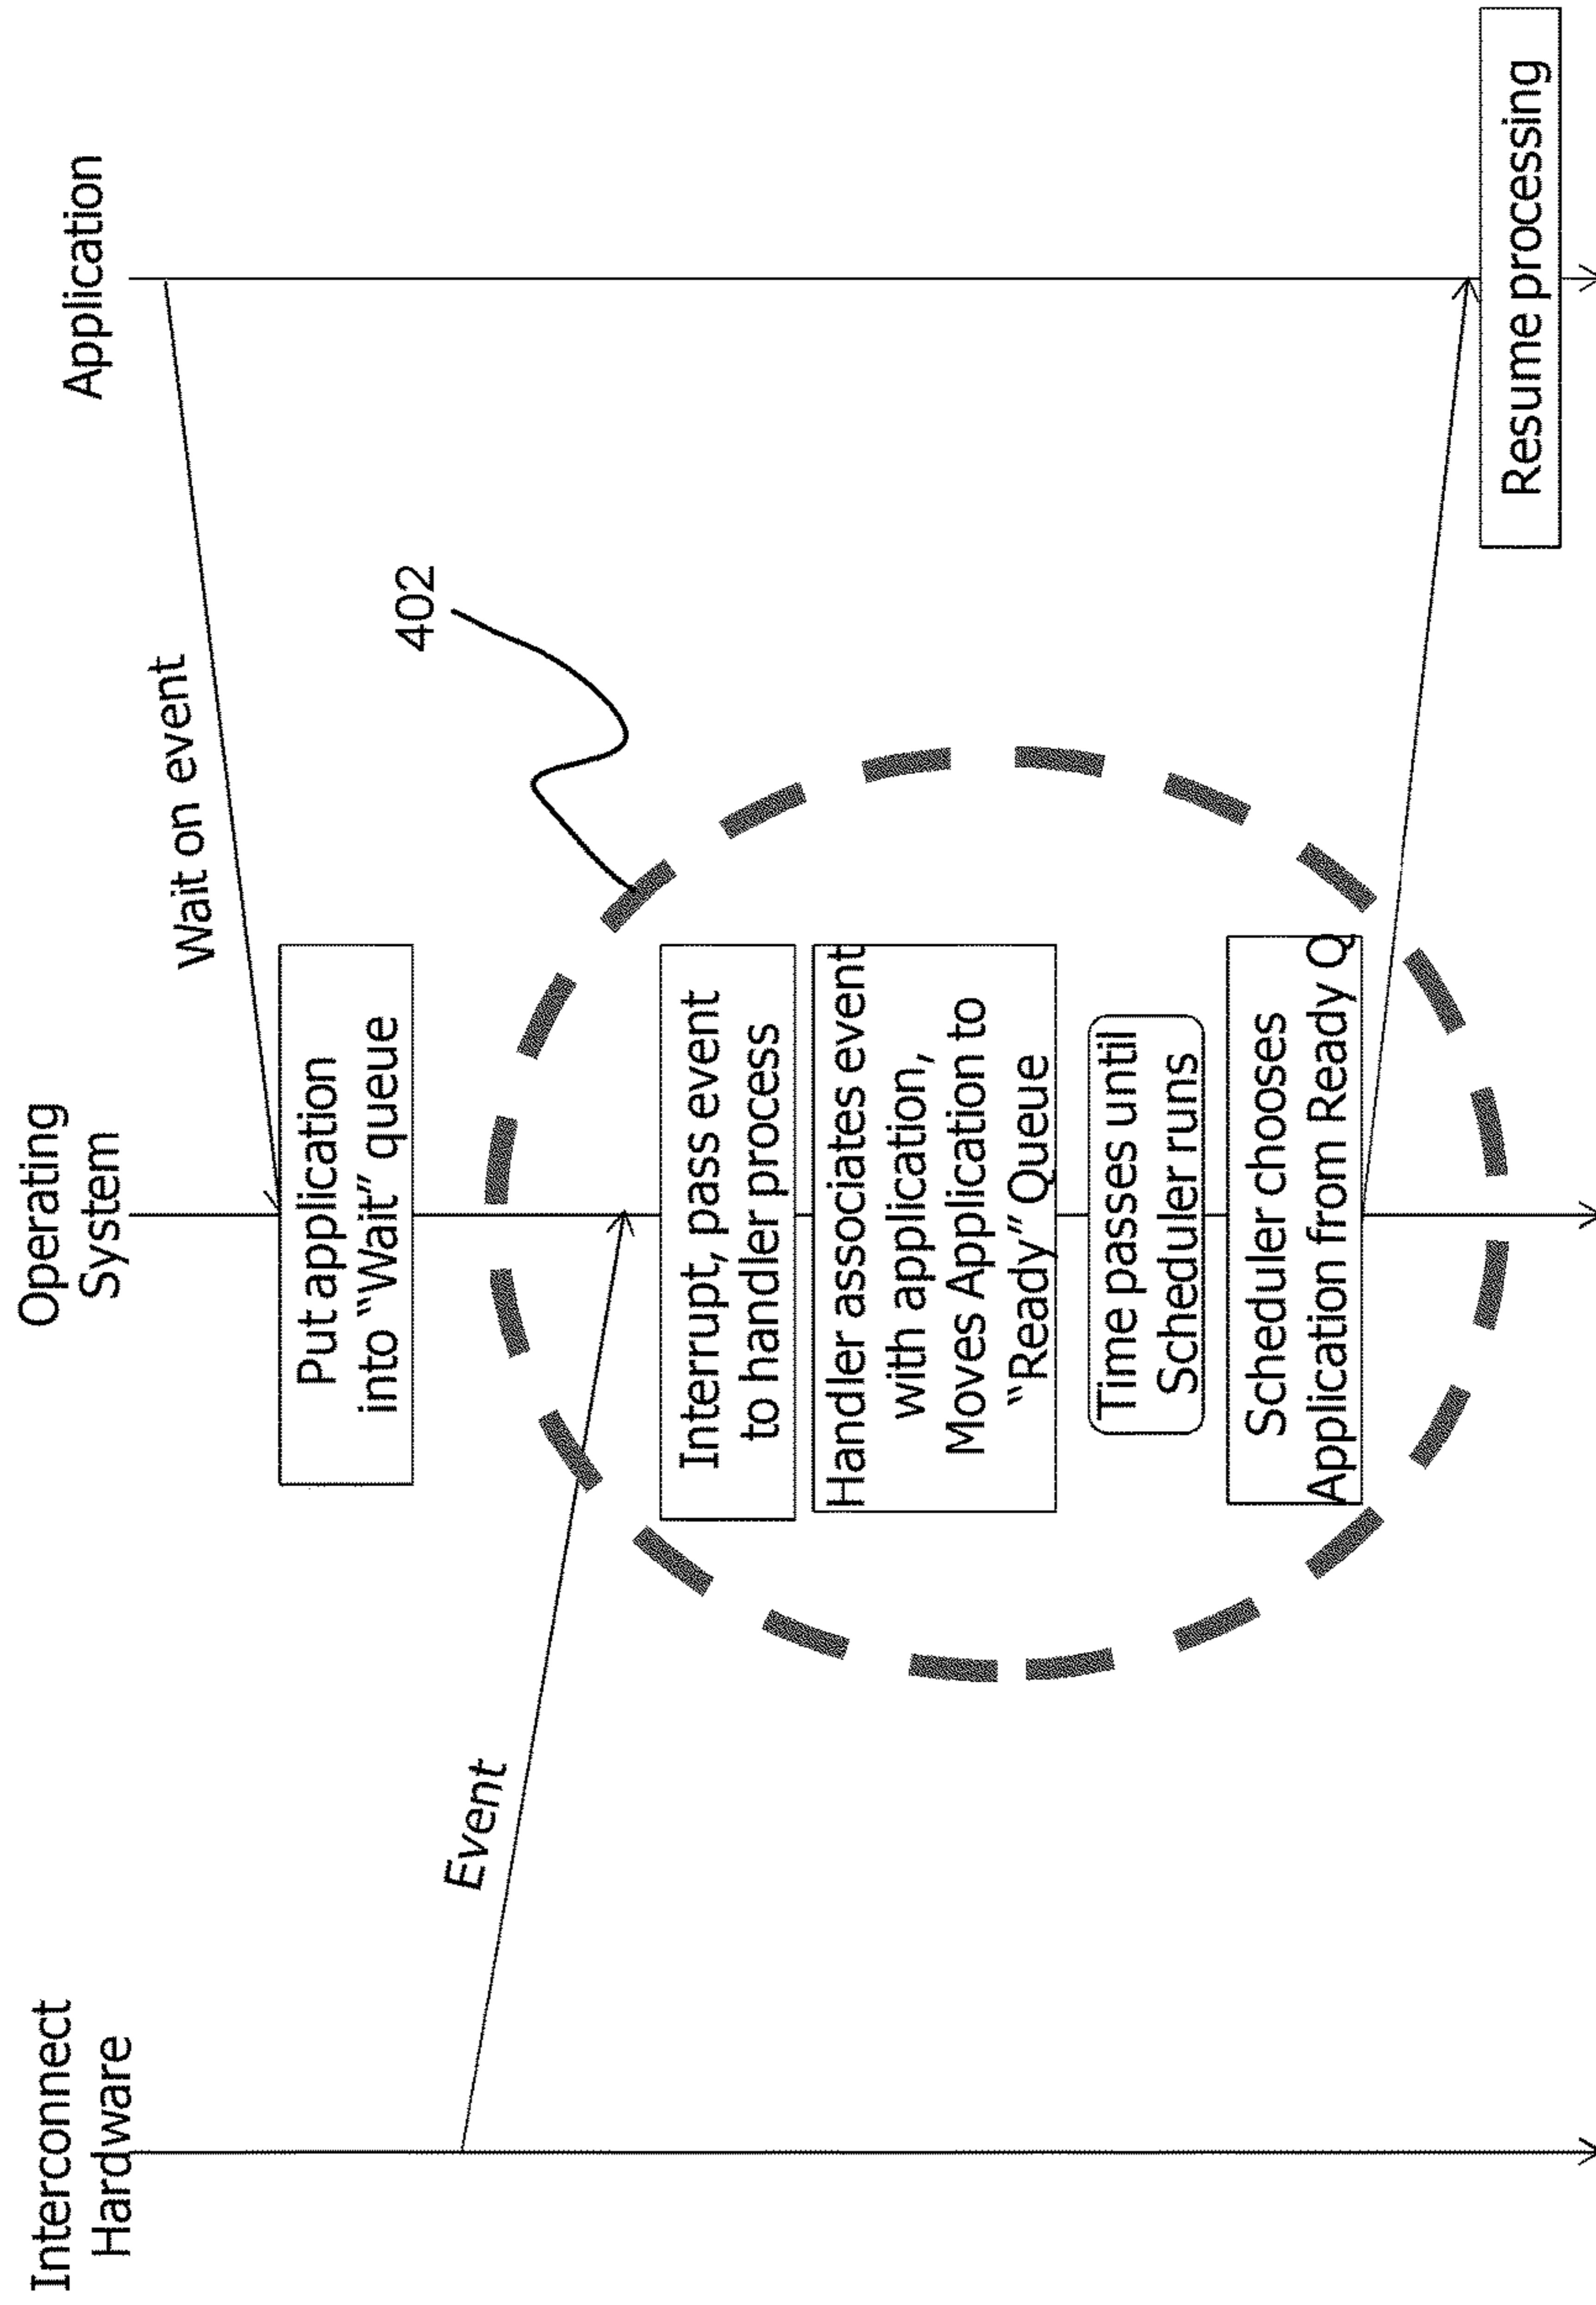 Interconnect
Hardware
Operating
System
Application
Wait on event
Put application
into “Wait” queue
Event
402
Interrupt, pass event
to handler process
Handler associates event
with application,
Moves Application to
“Ready” Queue
Time passes until
Scheduler runs
Scheduler chooses
Application from Ready Q
Resume processing